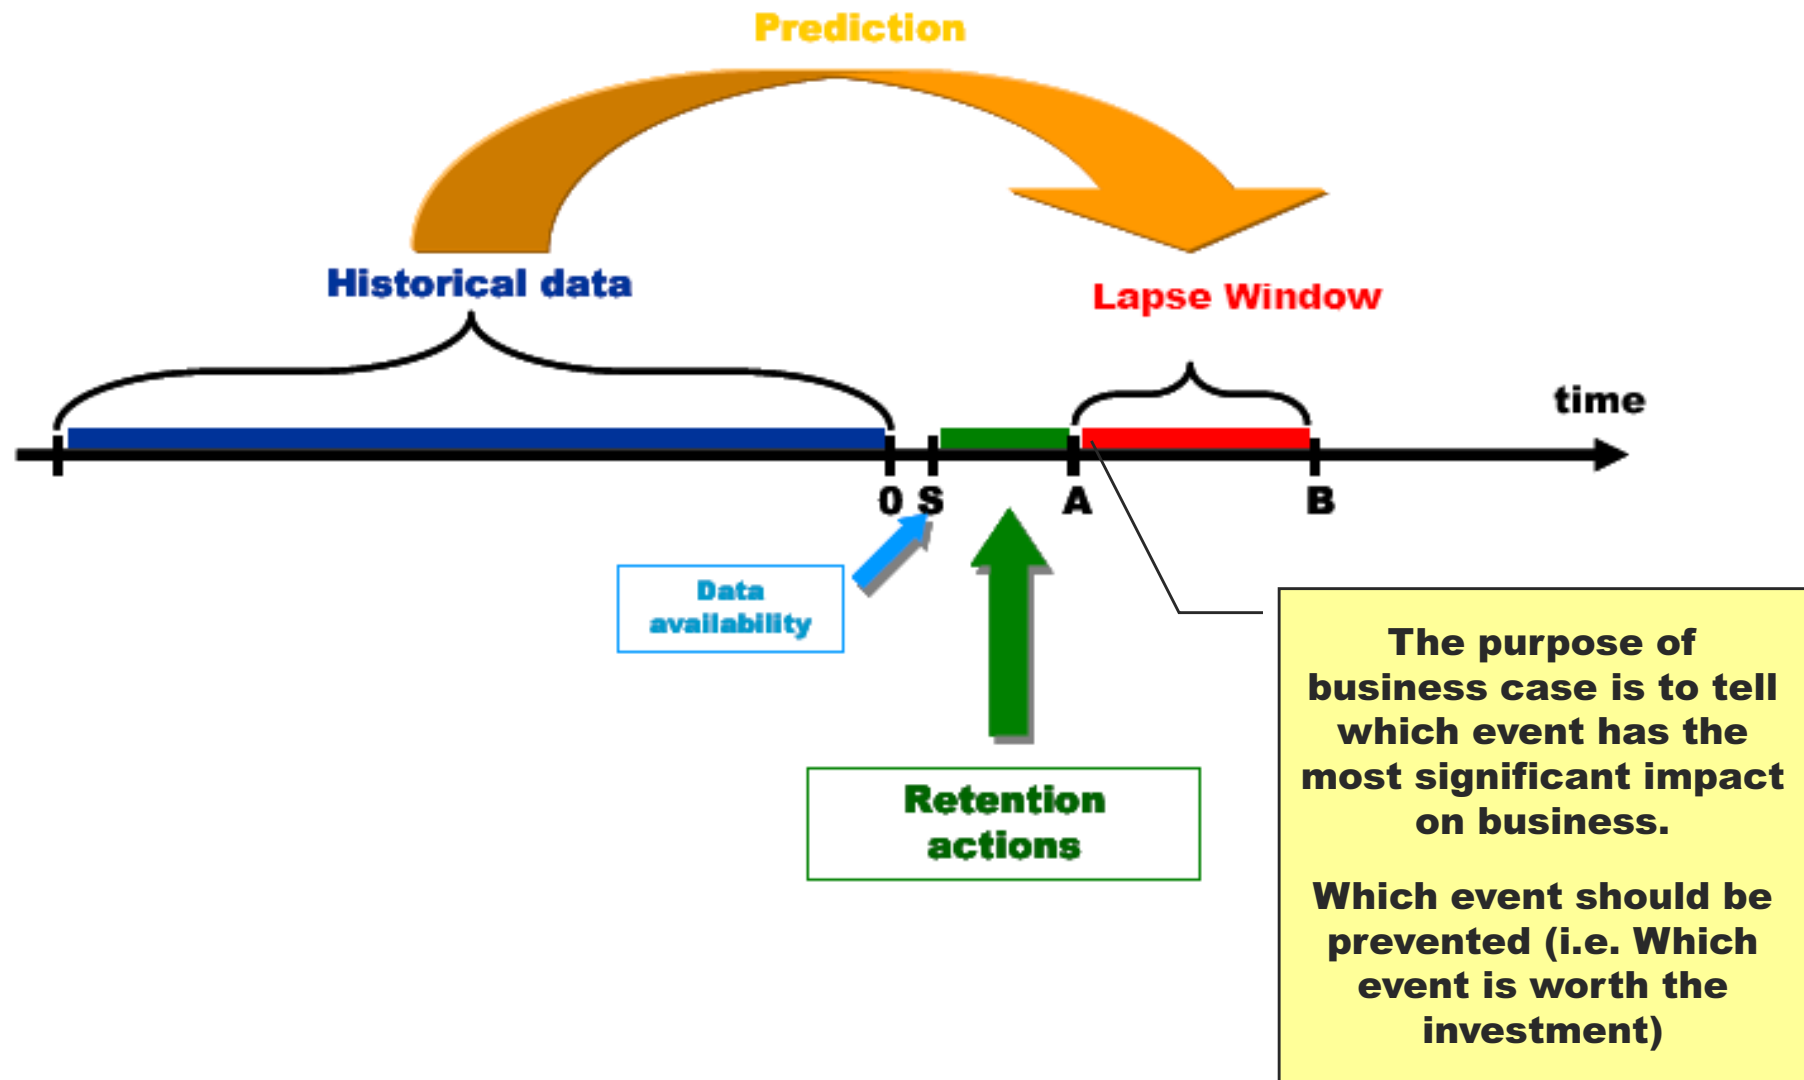 Prediction
Historical data
Lapse Window
time
0 S
A
B
Data
availability
Retention
actions
The purpose of
business case is to tell
which event has the
most significant impact
on business.
Which event should be
prevented (i.e. Which
event is worth the
investment)